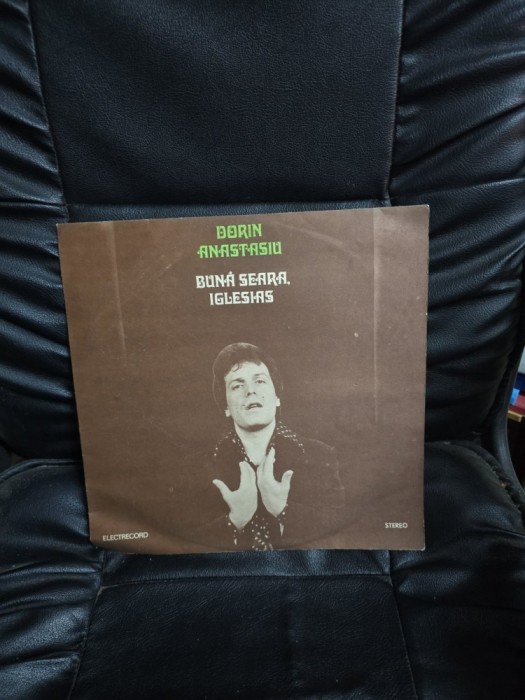 DORIN
ANASTASIU
BUNĂ SEARA,
IGLESIAS
ELECTRECORD
STEREO